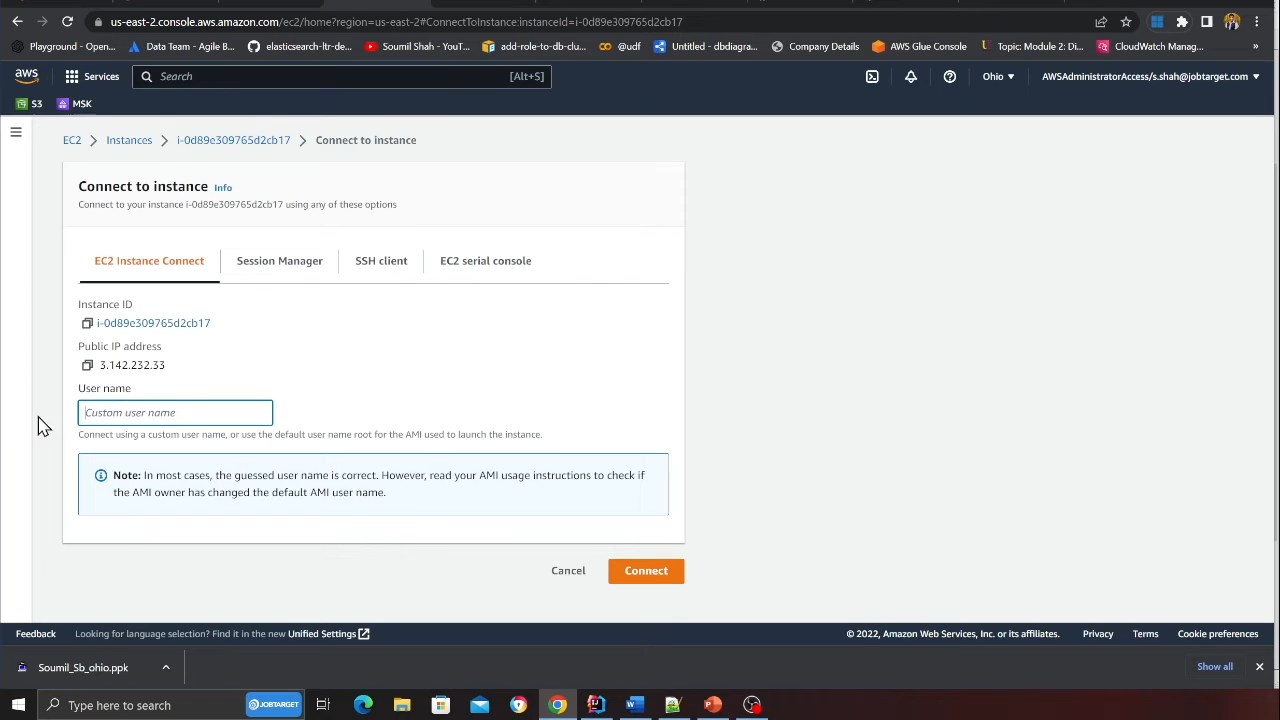 us-east-2.console.aws.amazon.com/ec2/home?region=us-east-2#ConnectToInstance:instanceId=i-0d89e309765d2cb17
Playground - Open... Data Team - Agile B... elasticsearch-ltr-de... Soumil Shah - YouT... add-role-to-db-clu... @udf Untitled - dbdiagra... Company Details AWS Glue Console Topic: Module 2: Di... CloudWatch Manag... »
aws Services Search [Alt+S] Ohio AWSAdministratorAccess/s.shah@jobtarget.com
S3 MSK
EC2 Instances i-0d89e309765d2cb17 Connect to instance
Connect to instance Info
Connect to your instance i-0d89e309765d2cb17 using any of these options
EC2 Instance Connect Session Manager SSH client EC2 serial console
Instance ID
i-0d89e309765d2cb17
Public IP address
3.142.232.33
User name
Custom user name
Connect using a custom user name, or use the default user name root for the AMI used to launch the instance.
Note: In most cases, the guessed user name is correct. However, read your AMI usage instructions to check if
the AMI owner has changed the default AMI user name.
Cancel Connect
Feedback Looking for language selection? Find it in the new Unified Settings © 2022, Amazon Web Services, Inc. or its affiliates. Privacy Terms Cookie preferences
Soumil_Sb_ohio.ppk Show all
Type here to search JOBTARGET